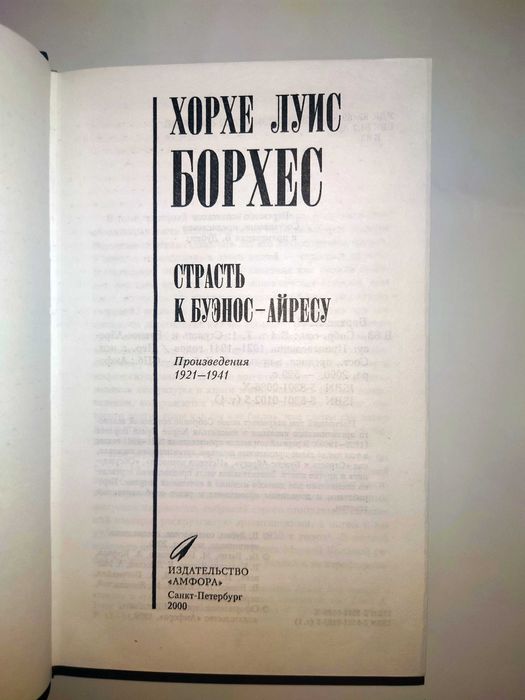 ХОРХЕ ЛУИС
БОРХЕС
СТРАСТЬ
К БУЭНОС-АЙРЕСУ
Произведения
1921—1941
ИЗДАТЕЛЬСТВО
«АМФОРА»
Санкт-Петербург
2000